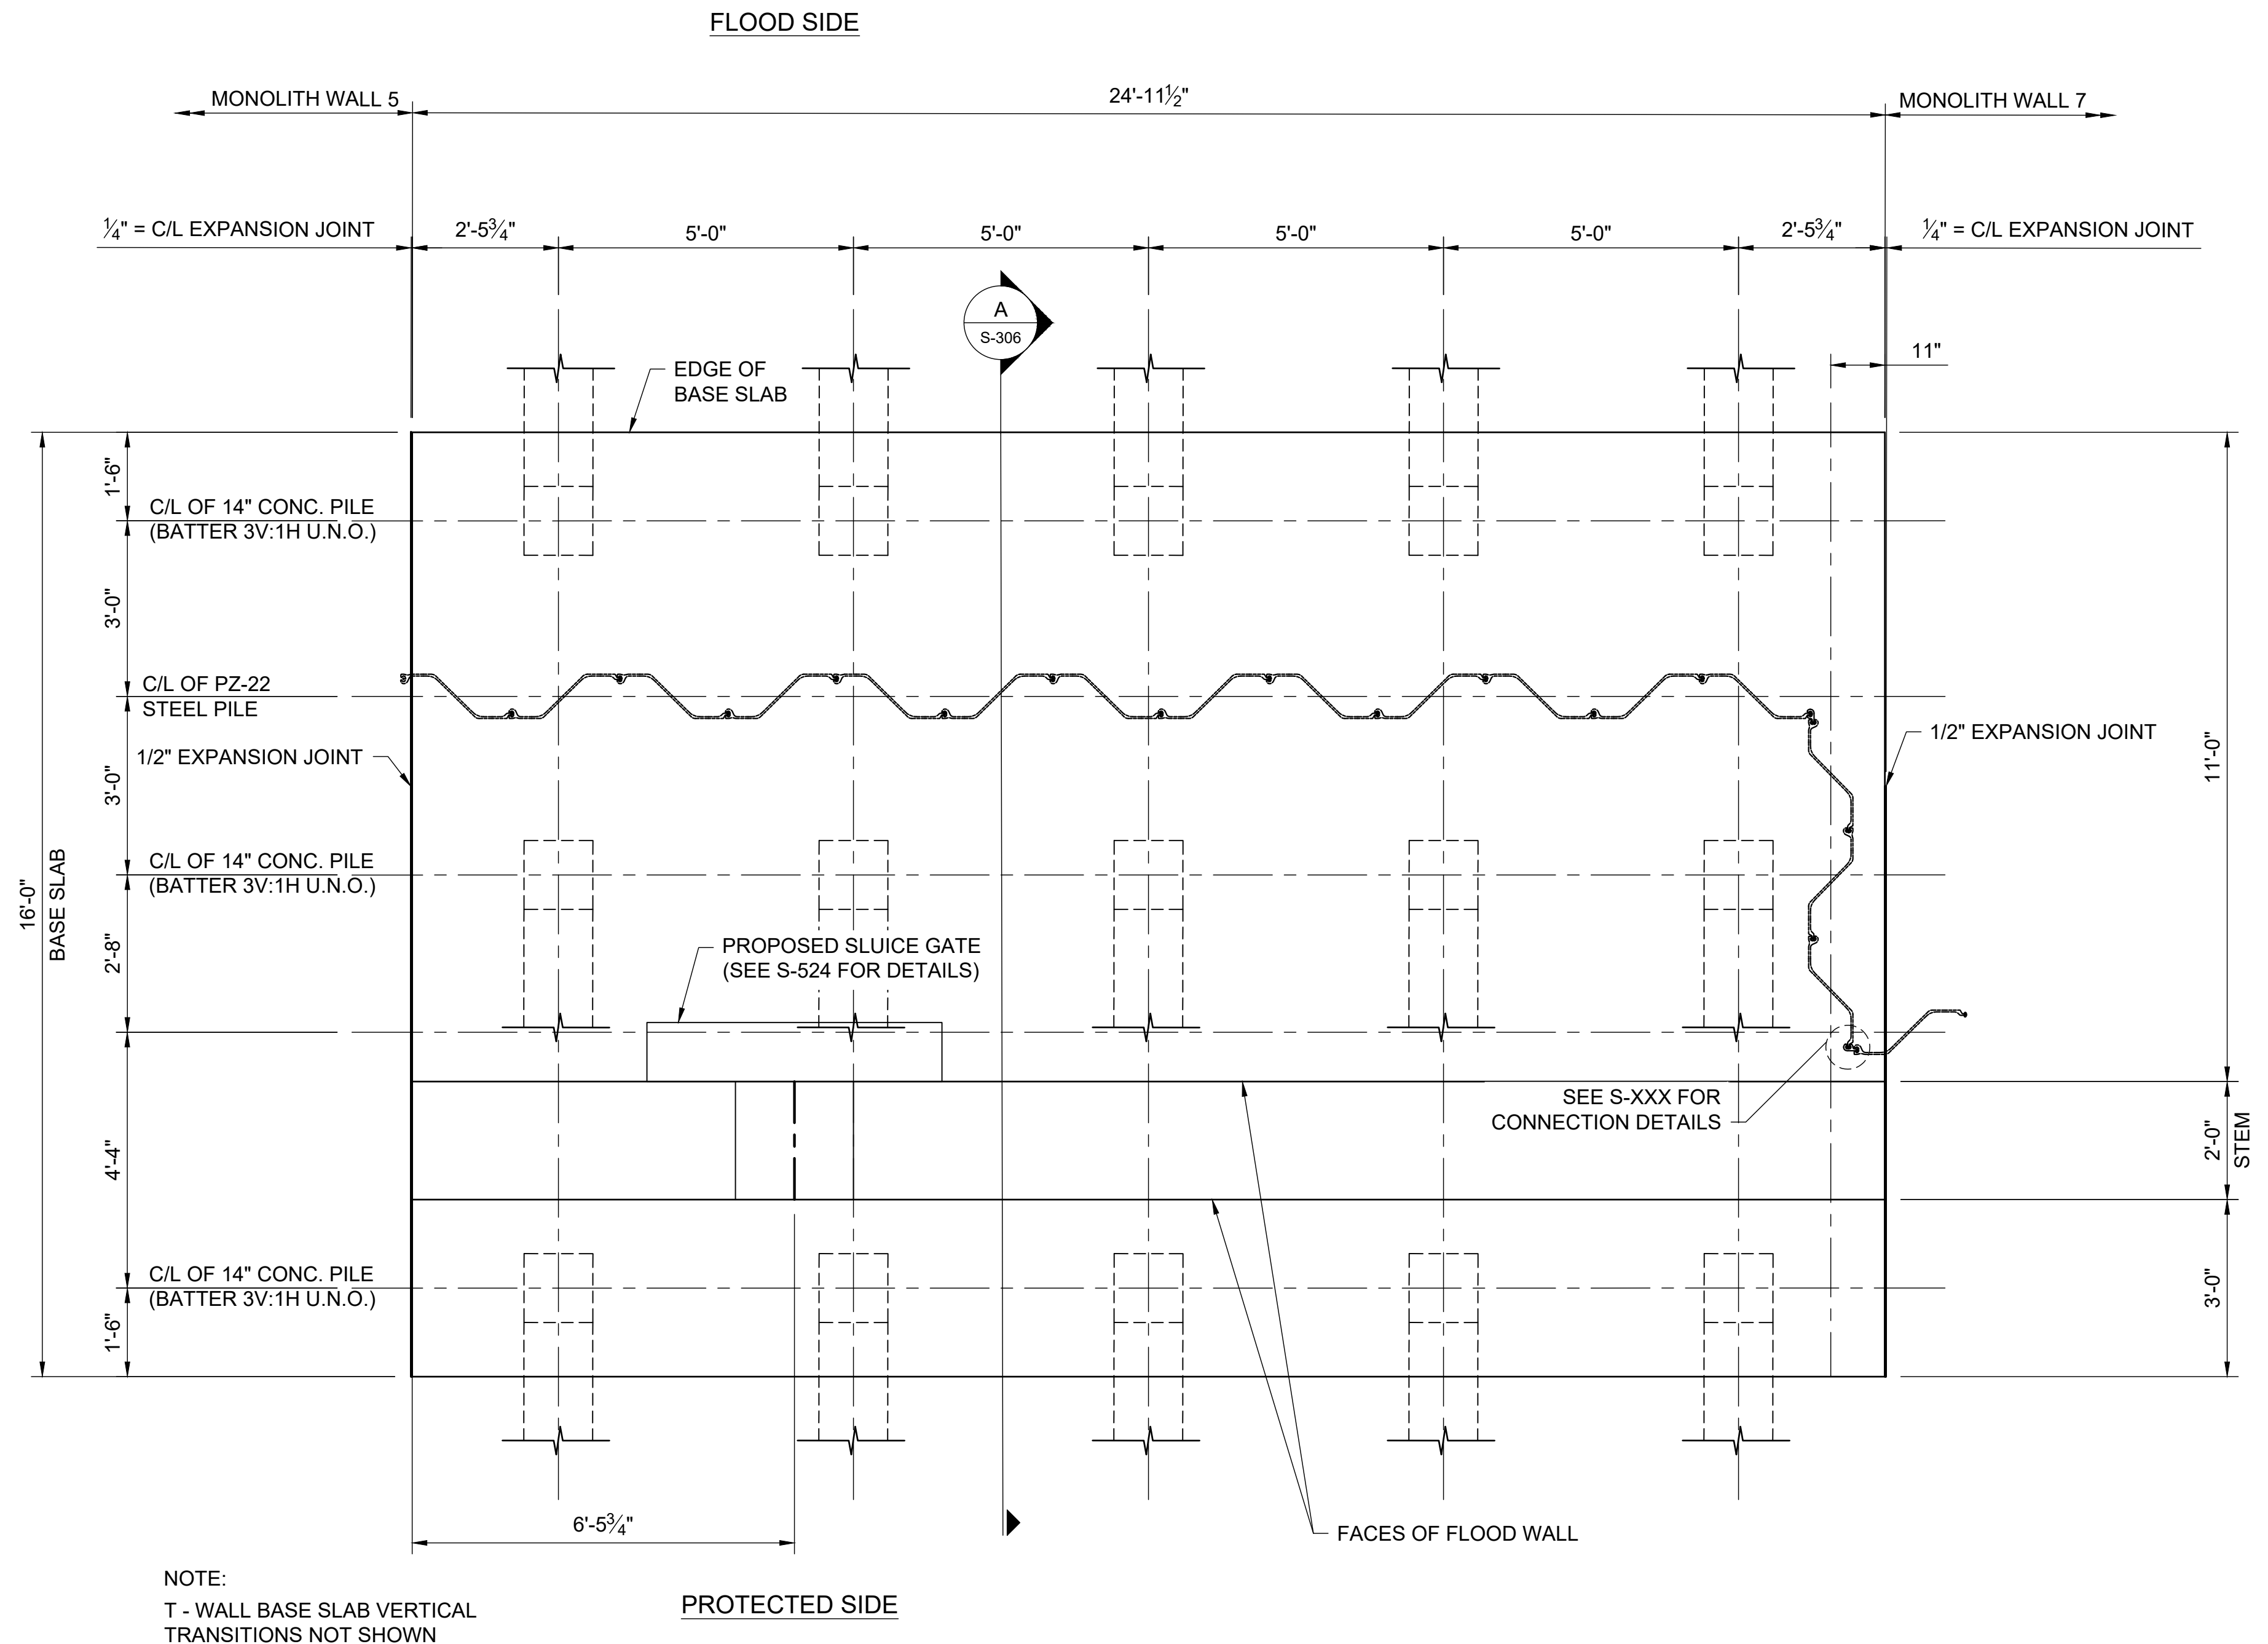 FLOOD SIDE
MONOLITH WALL 5
24'-11½"
MONOLITH WALL 7
¼" = C/L EXPANSION JOINT
2'-5¾"
5'-0"
5'-0"
5'-0"
5'-0"
2'-5¾"
¼" = C/L EXPANSION JOINT
A
S-306
11"
EDGE OF
BASE SLAB
1'-6"
C/L OF 14" CONC. PILE
(BATTER 3V:1H U.N.O.)
3'-0"
C/L OF PZ-22
STEEL PILE
1/2" EXPANSION JOINT
1/2" EXPANSION JOINT
11'-0"
3'-0"
C/L OF 14" CONC. PILE
(BATTER 3V:1H U.N.O.)
16'-0"
BASE SLAB
2'-8"
PROPOSED SLUICE GATE
(SEE S-524 FOR DETAILS)
SEE S-XXX FOR
CONNECTION DETAILS
4'-4"
2'-0"
STEM
C/L OF 14" CONC. PILE
(BATTER 3V:1H U.N.O.)
1'-6"
3'-0"
6'-5¾"
FACES OF FLOOD WALL
NOTE:
T - WALL BASE SLAB VERTICAL
TRANSITIONS NOT SHOWN
PROTECTED SIDE